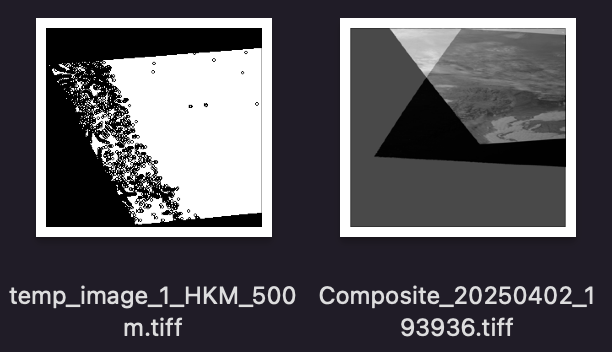 temp_image_1_HKM_500
m.tiff
Composite_20250402_1
93936.tiff